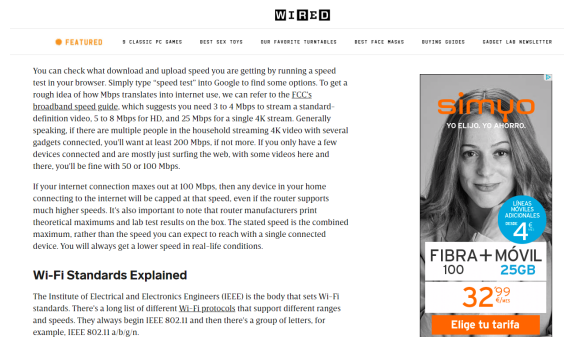 WIRED
FEATURED
9 CLASSIC PC GAMES
BEST SEX TOYS
OUR FAVORITE TURNTABLES
BEST FACE MASKS
BUYING GUIDES
GADGET LAB NEWSLETTER
You can check what download and upload speed you are getting by running a speed
test in your browser. Simply type "speed test" into Google to find some options. To get a
rough idea of how Mbps translates into internet use, we can refer to the FCC's
broadband speed guide, which suggests you need 3 to 4 Mbps to stream a standard-
definition video, 5 to 8 Mbps for HD, and 25 Mbps for a single 4K stream. Generally
speaking, if there are multiple people in the household streaming 4K video with several
gadgets connected, you'll want at least 200 Mbps, if not more. If you only have a few
devices connected and are mostly just surfing the web, with some videos here and
there, you'll be fine with 50 or 100 Mbps.
If your internet connection maxes out at 100 Mbps, then any device in your home
connecting to the internet will be capped at that speed, even if the router supports
much higher speeds. It's also important to note that router manufacturers print
theoretical maximums and lab test results on the box. The stated speed is the combined
maximum, rather than the speed you can expect to reach with a single connected
device. You will always get a lower speed in real-life conditions.
Wi-Fi Standards Explained
The Institute of Electrical and Electronics Engineers (IEEE) is the body that sets Wi-Fi
standards. There's a long list of different Wi-Fi protocols that support different ranges
and speeds. They always begin IEEE 802.11 and then there's a group of letters, for
example, IEEE 802.11 a/b/g/n.
simyo
YO ELIJO. YO AHORRO.
LÍNEAS
MÓVILES
ADICIONALES
DESDE 4€
FIBRA+MÓVIL
100 25GB
32'99
€/MES
Elige tu tarifa